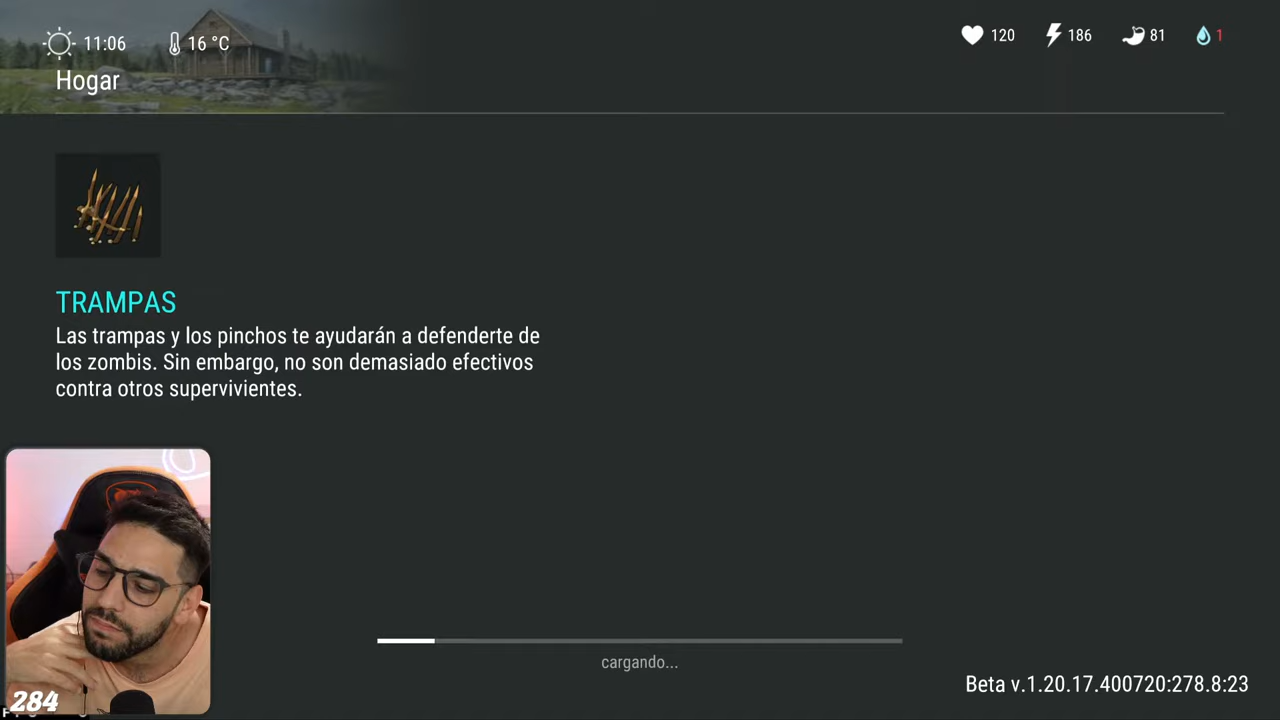 11:06 16 °C
Hogar
120 186 81 1
TRAMPAS
Las trampas y los pinchos te ayudarán a defenderte de
los zombis. Sin embargo, no son demasiado efectivos
contra otros supervivientes.
cargando...
Beta v.1.20.17.400720:278.8:23
284